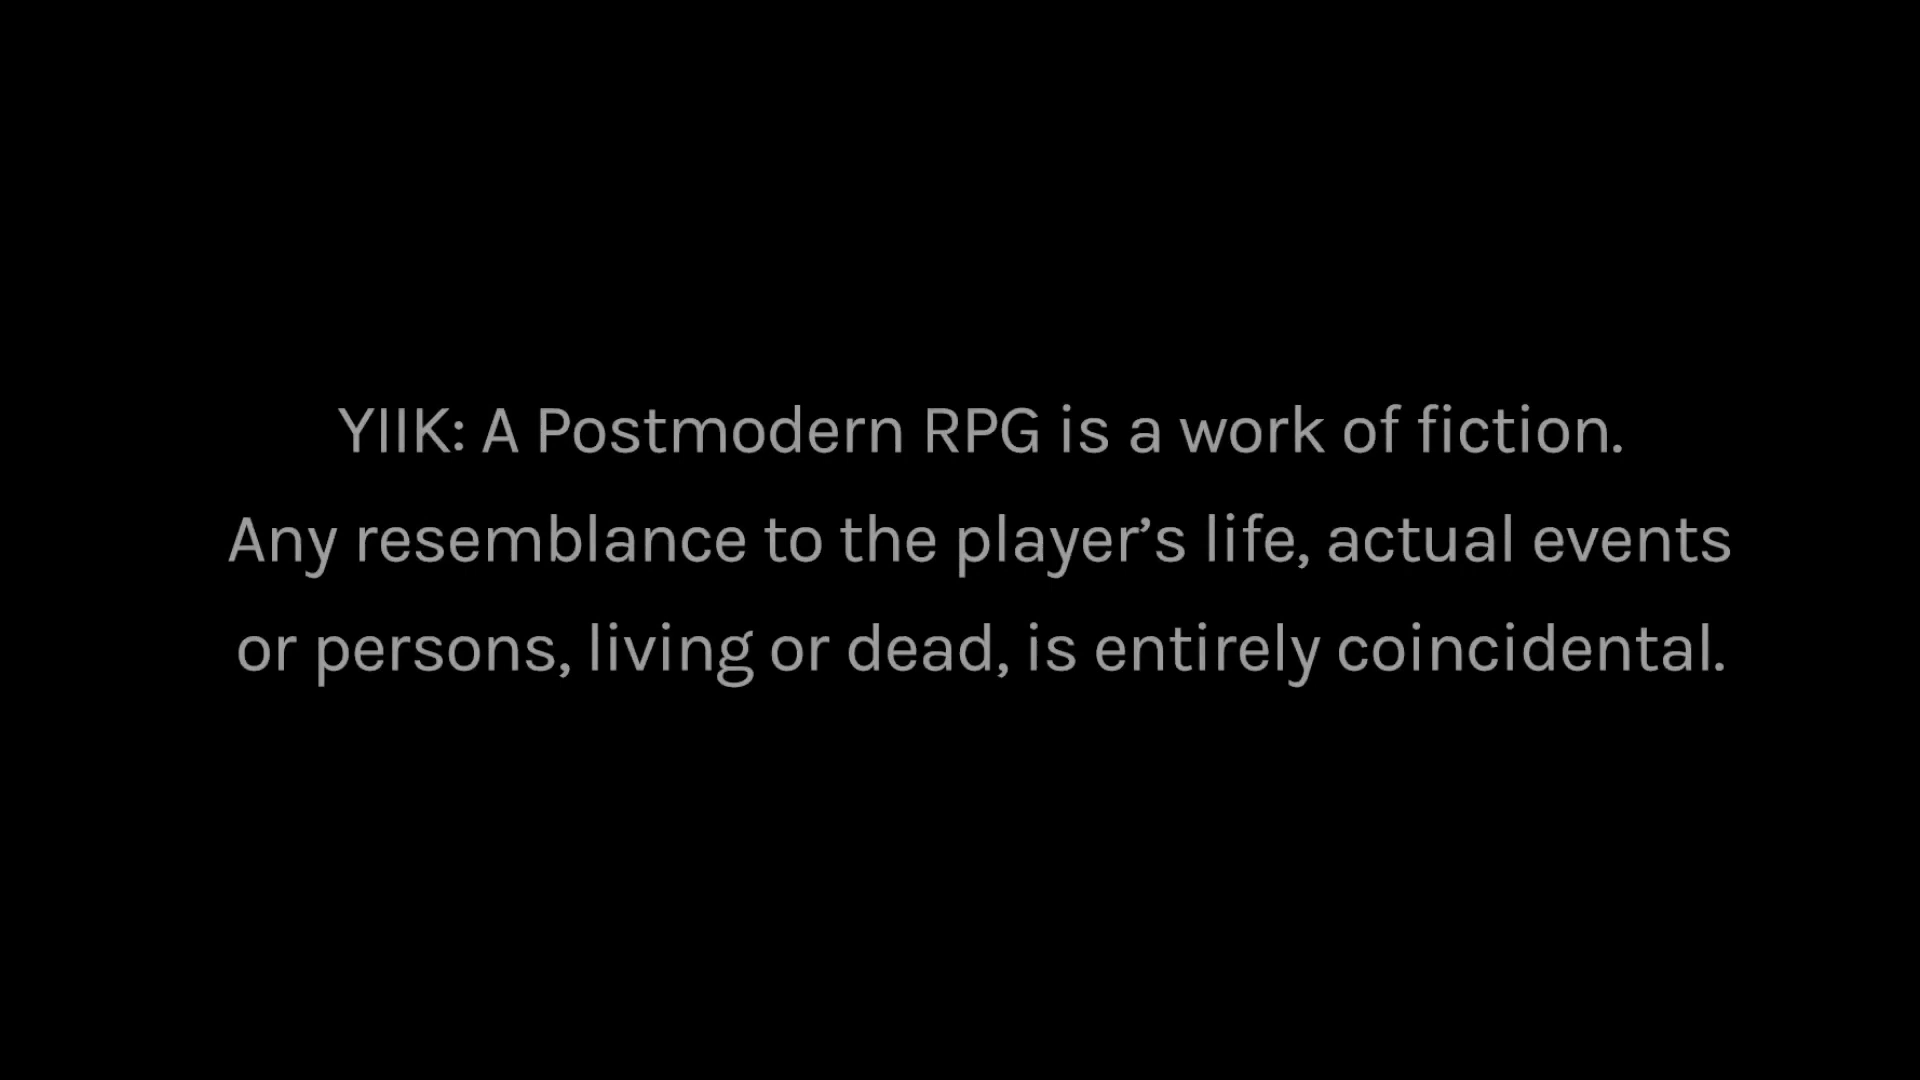 YIIK: A Postmodern RPG is a work of fiction.
Any resemblance to the player’s life, actual events
or persons, living or dead, is entirely coincidental.